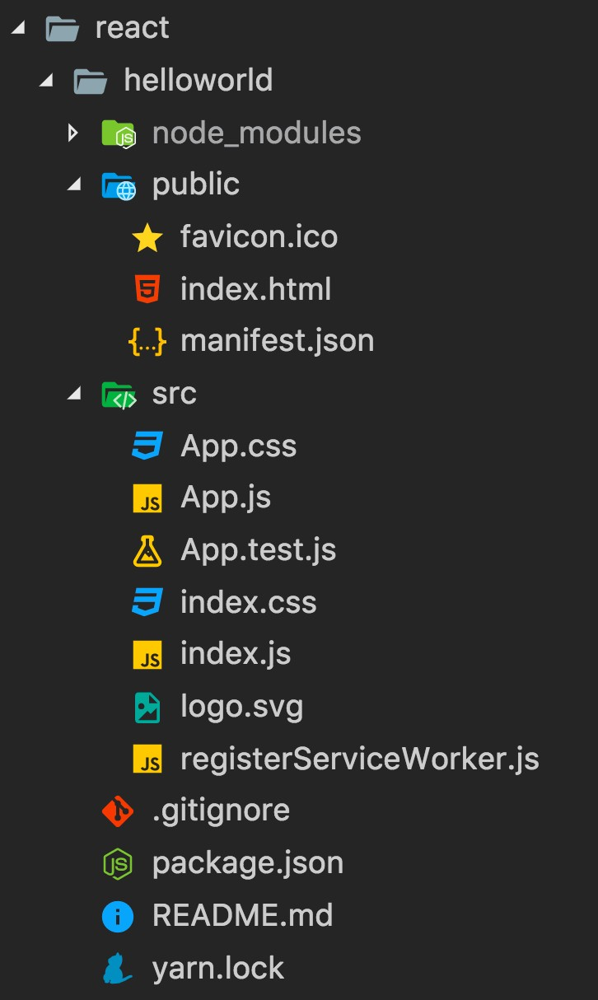 react
helloworld
node_modules
public
favicon.ico
index.html
manifest.json
src
App.css
App.js
App.test.js
index.css
index.js
logo.svg
registerServiceWorker.js
.gitignore
package.json
README.md
yarn.lock